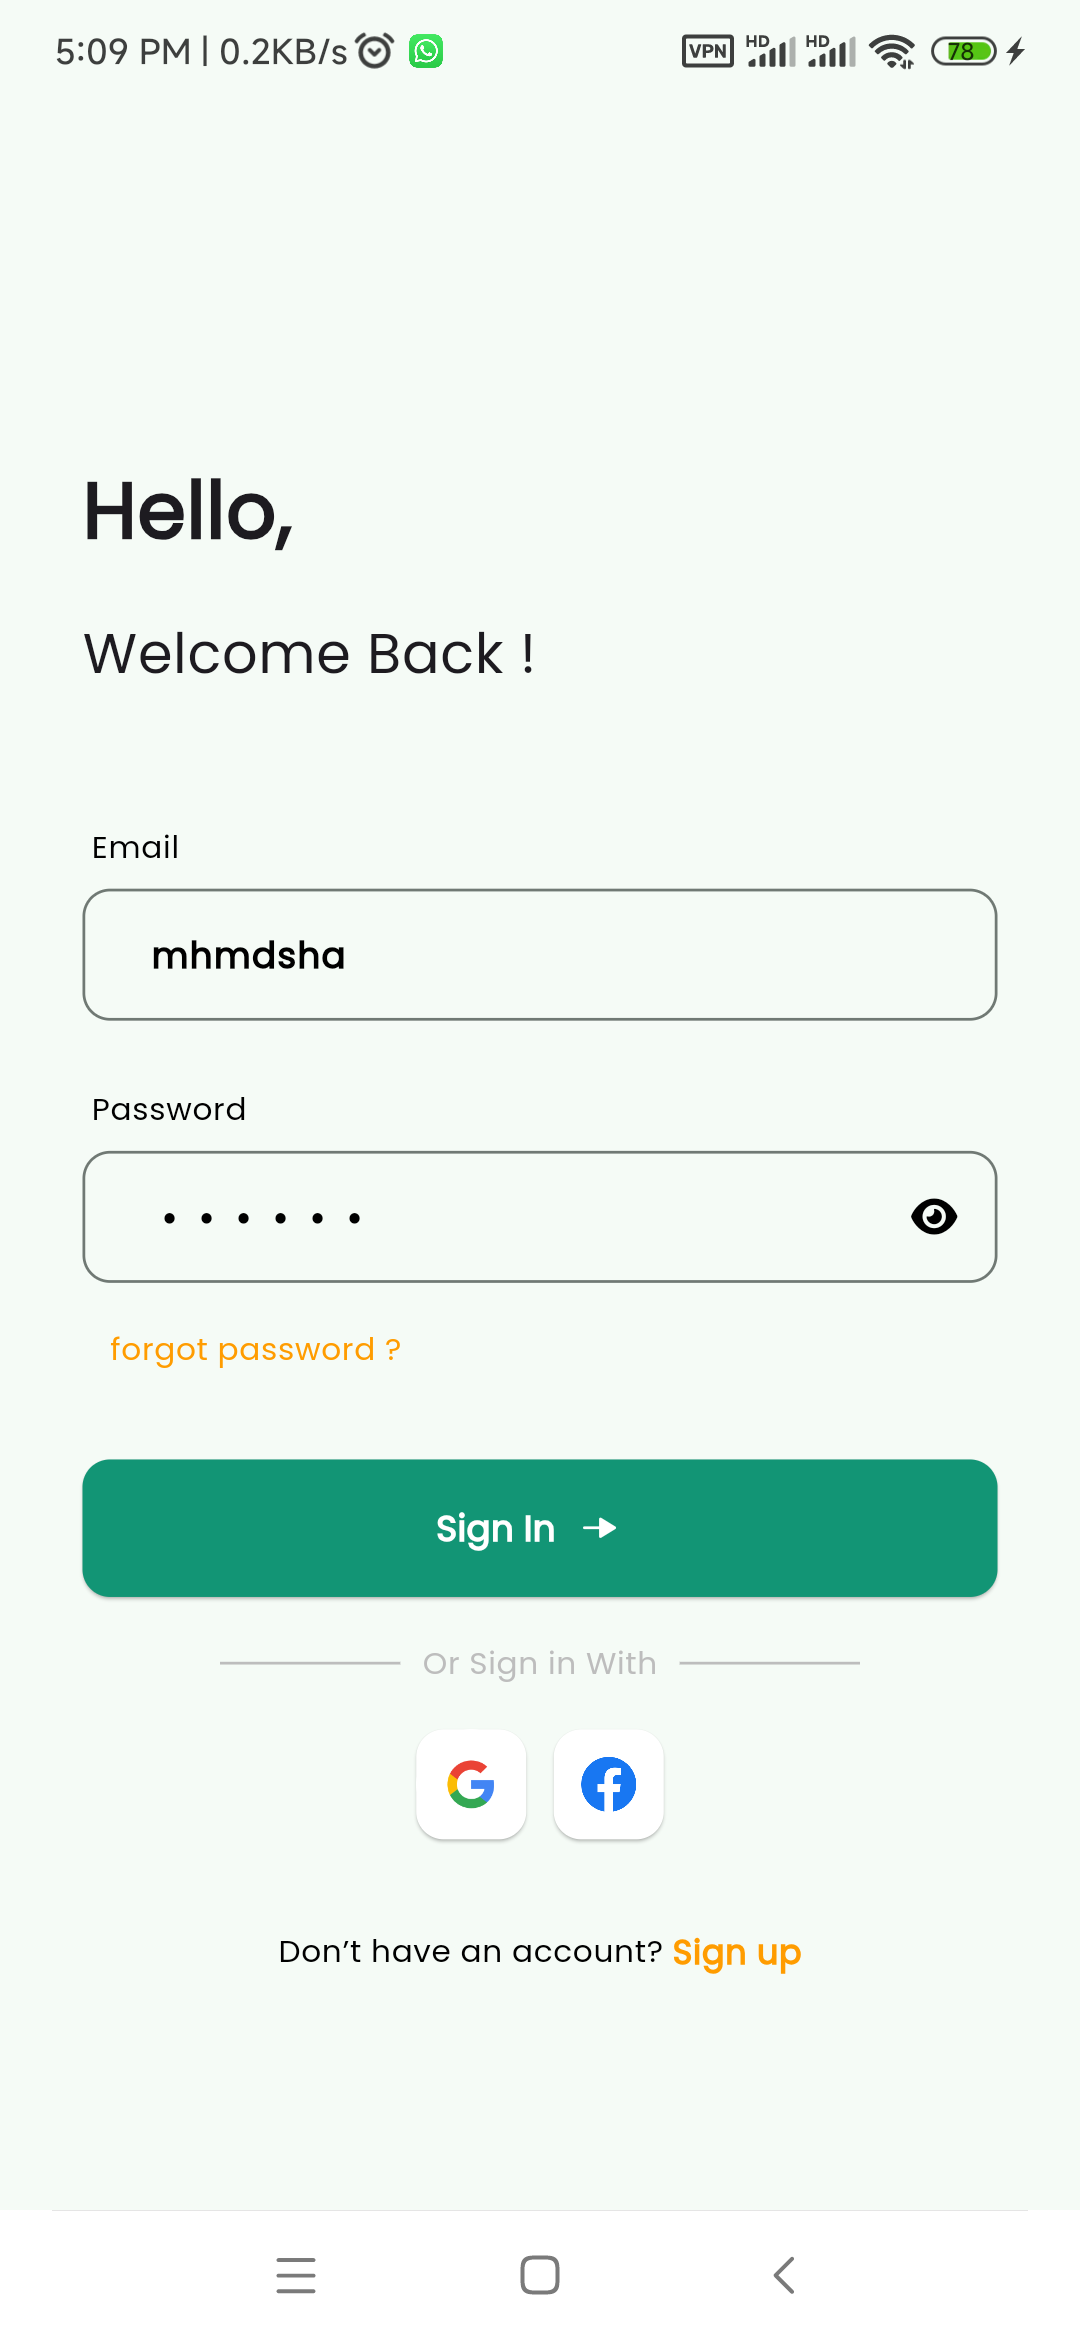 5:09 PM | 0.2KB/s
VPN HD HD 78
Hello,
Welcome Back !
Email
mhmdsha
Password
••••••
forgot password ?
Sign In
Or Sign in With
Don’t have an account? Sign up